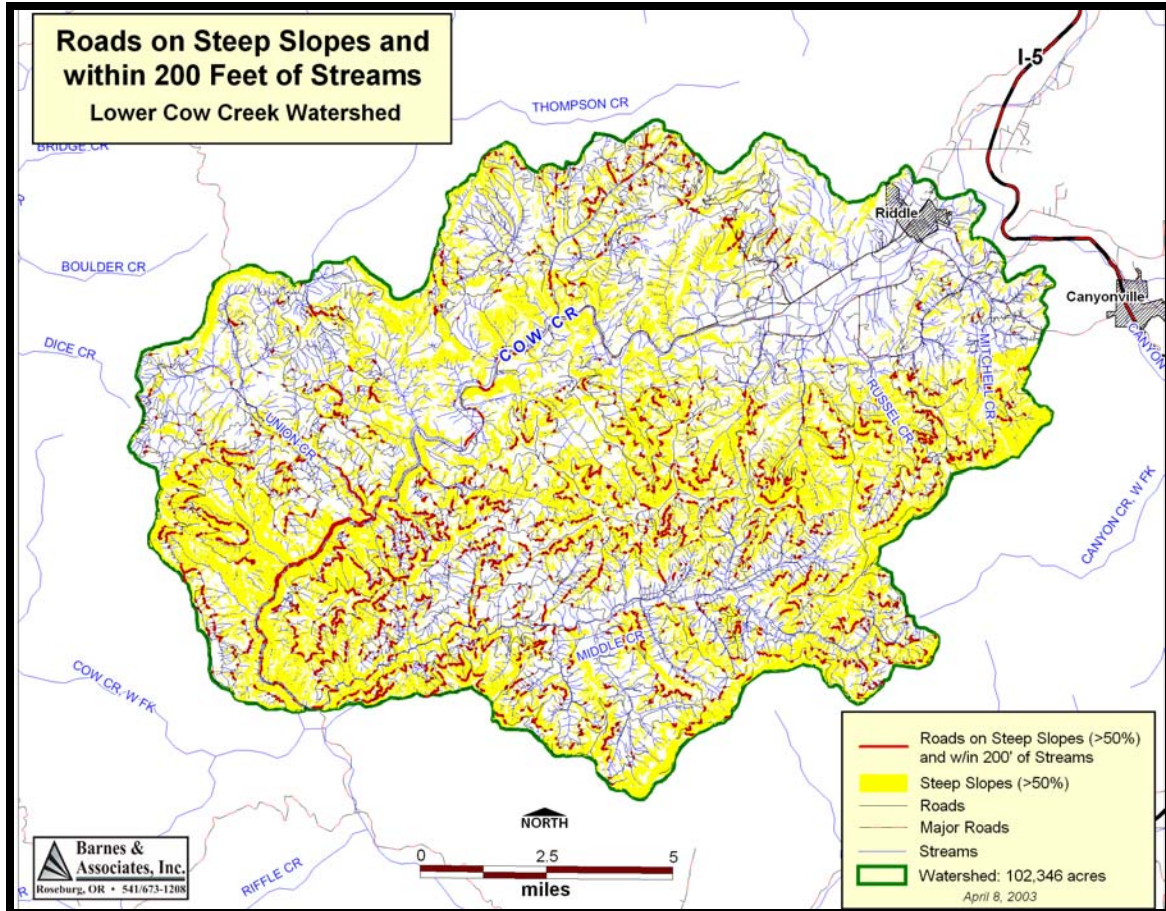 Roads on Steep Slopes and
within 200 Feet of Streams
Lower Cow Creek Watershed
I-5
THOMPSON CR
BRIDGE CR
Riddle
BOULDER CR
Canyonville
CANYON
COW CR
DICE CR
MITCHEL CR
RUSSEL CR
UNION CR
CANYON CR, W FK
MIDDLE CR
COW CR, W FK
RIFFLE CR
NORTH
0 2.5 5
miles
Barnes &
Associates, Inc.
Roseburg, OR • 541/673-1208
Roads on Steep Slopes (>50%)
and w/in 200' of Streams
Steep Slopes (>50%)
Roads
Major Roads
Streams
Watershed: 102,346 acres
April 8, 2003